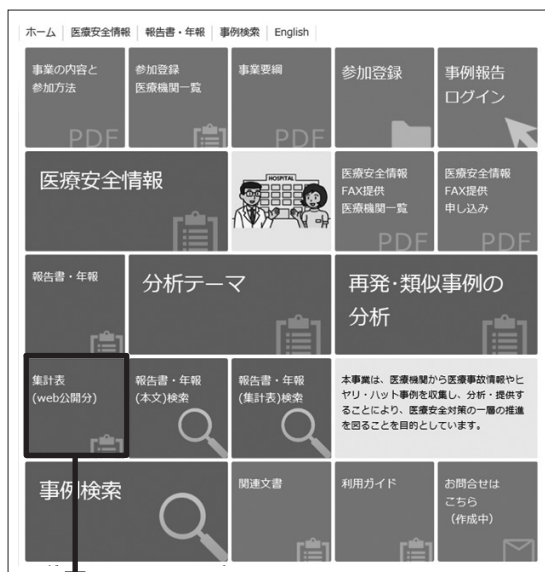 ホーム 医療安全情報 報告書・年報 事例検索 English
事業の内容と
参加方法
PDF
参加登録
医療機関一覧
事業要綱
PDF
参加登録
事例報告
ログイン
医療安全情報
HOSPITAL
医療安全情報
FAX提供
医療機関一覧
PDF
医療安全情報
FAX提供
申し込み
PDF
報告書・年報
分析テーマ
再発・類似事例の
分析
集計表
(web公開分)
報告書・年報
(本文)検索
報告書・年報
(集計表)検索
本事業は、医療機関から医療事故情報やヒ
ヤリ・ハット事例を収集し、分析・提供す
ることにより、医療安全対策の一層の推進
を図ることを目的としています。
事例検索
関連文書
利用ガイド
お問合せは
こちら
(作成中)